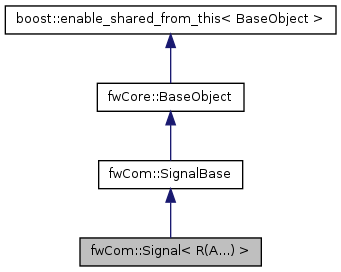 boost::enable_shared_from_this< BaseObject >
fwCore::BaseObject
fwCom::SignalBase
fwCom::Signal< R(A...) >